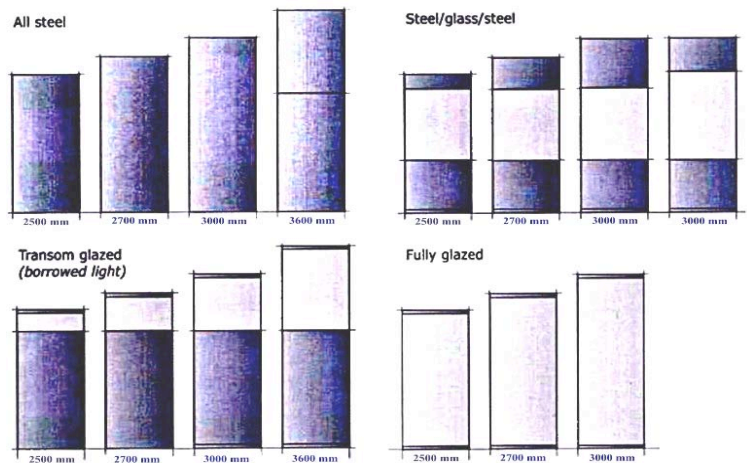 All steel
2500 mm 2700 mm 3000 mm 3600 mm
Steel/glass/steel
2500 mm 2700 mm 3000 mm 3000 mm
Transom glazed
(borrowed light)
2500 mm 2700 mm 3000 mm 3600 mm
Fully glazed
2500 mm 2700 mm 3000 mm